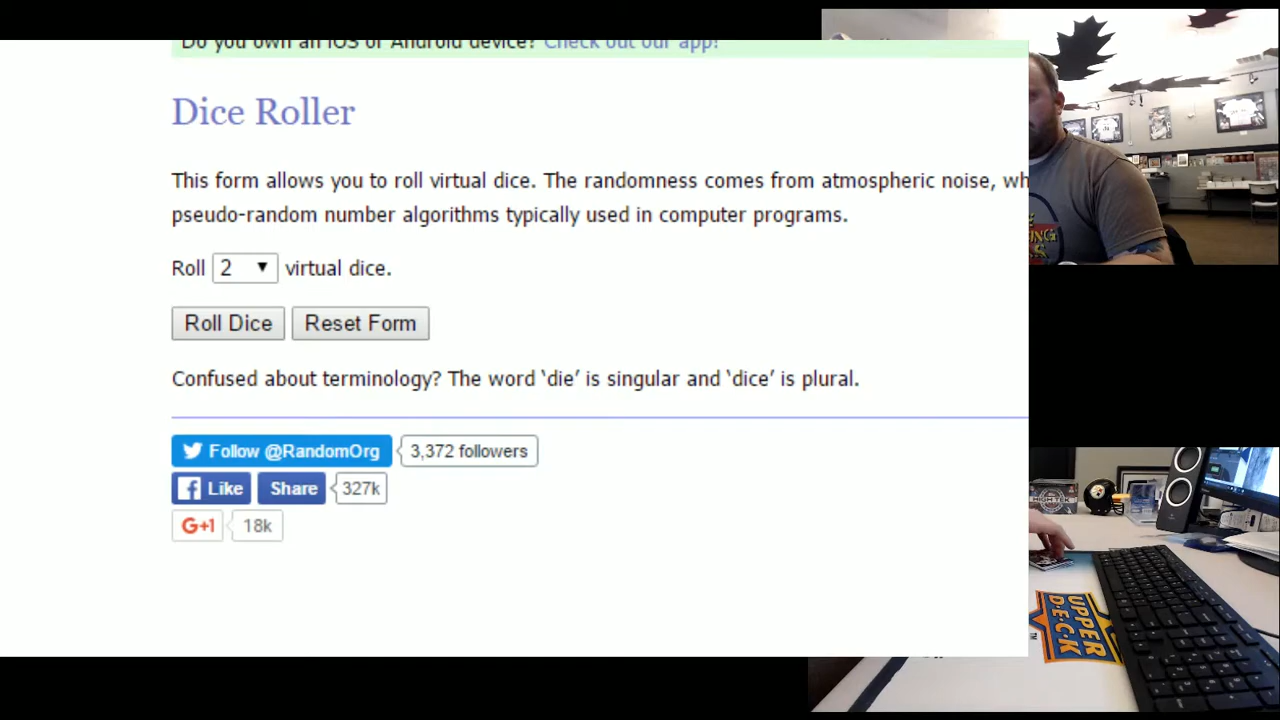 Do you own an iOS or Android device? Check out our app!
Dice Roller
This form allows you to roll virtual dice. The randomness comes from atmospheric noise, wh
pseudo-random number algorithms typically used in computer programs.
Roll 2 virtual dice.
Roll Dice Reset Form
Confused about terminology? The word ‘die’ is singular and ‘dice’ is plural.
Follow @RandomOrg 3,372 followers
Like Share 327k
G+1 18k
UPPER
DECK